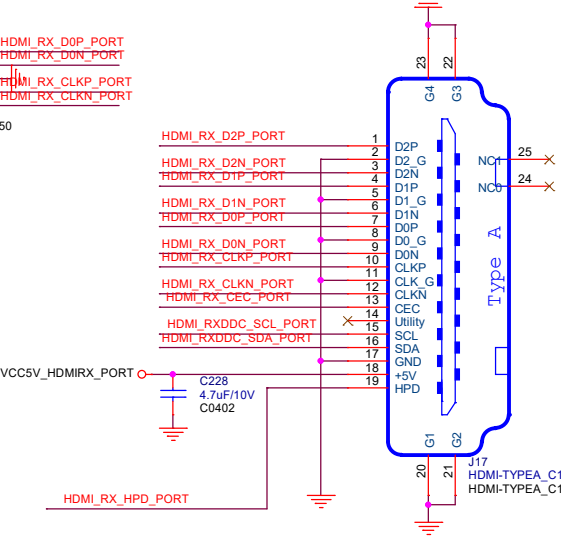 HDMI_RX_D0P_PORT
HDMI_RX_D0N_PORT
HDMI_RX_CLKP_PORT
HDMI_RX_CLKN_PORT
50
23
22
G4
G3
HDMI_RX_D2P_PORT 1 D2P
2 D2_G
HDMI_RX_D2N_PORT 3 D2N
HDMI_RX_D1P_PORT 4 D1P
5 D1_G
HDMI_RX_D1N_PORT 6 D1N
HDMI_RX_D0P_PORT 7 D0P
8 D0_G
HDMI_RX_D0N_PORT 9 D0N
HDMI_RX_CLKP_PORT 10 CLKP
11 CLK_G
HDMI_RX_CLKN_PORT 12 CLKN
HDMI_RX_CEC_PORT 13 CEC
14 Utility
HDMI_RXDDC_SCL_PORT 15 SCL
HDMI_RXDDC_SDA_PORT 16 SDA
17 GND
VCC5V_HDMIRX_PORT 18 +5V
19 HPD
NC1 25
NC0 24
Type A
C228
4.7uF/10V
C0402
HDMI_RX_HPD_PORT
G1
G2
20
21
J17
HDMI-TYPEA_C1
HDMI-TYPEA_C1